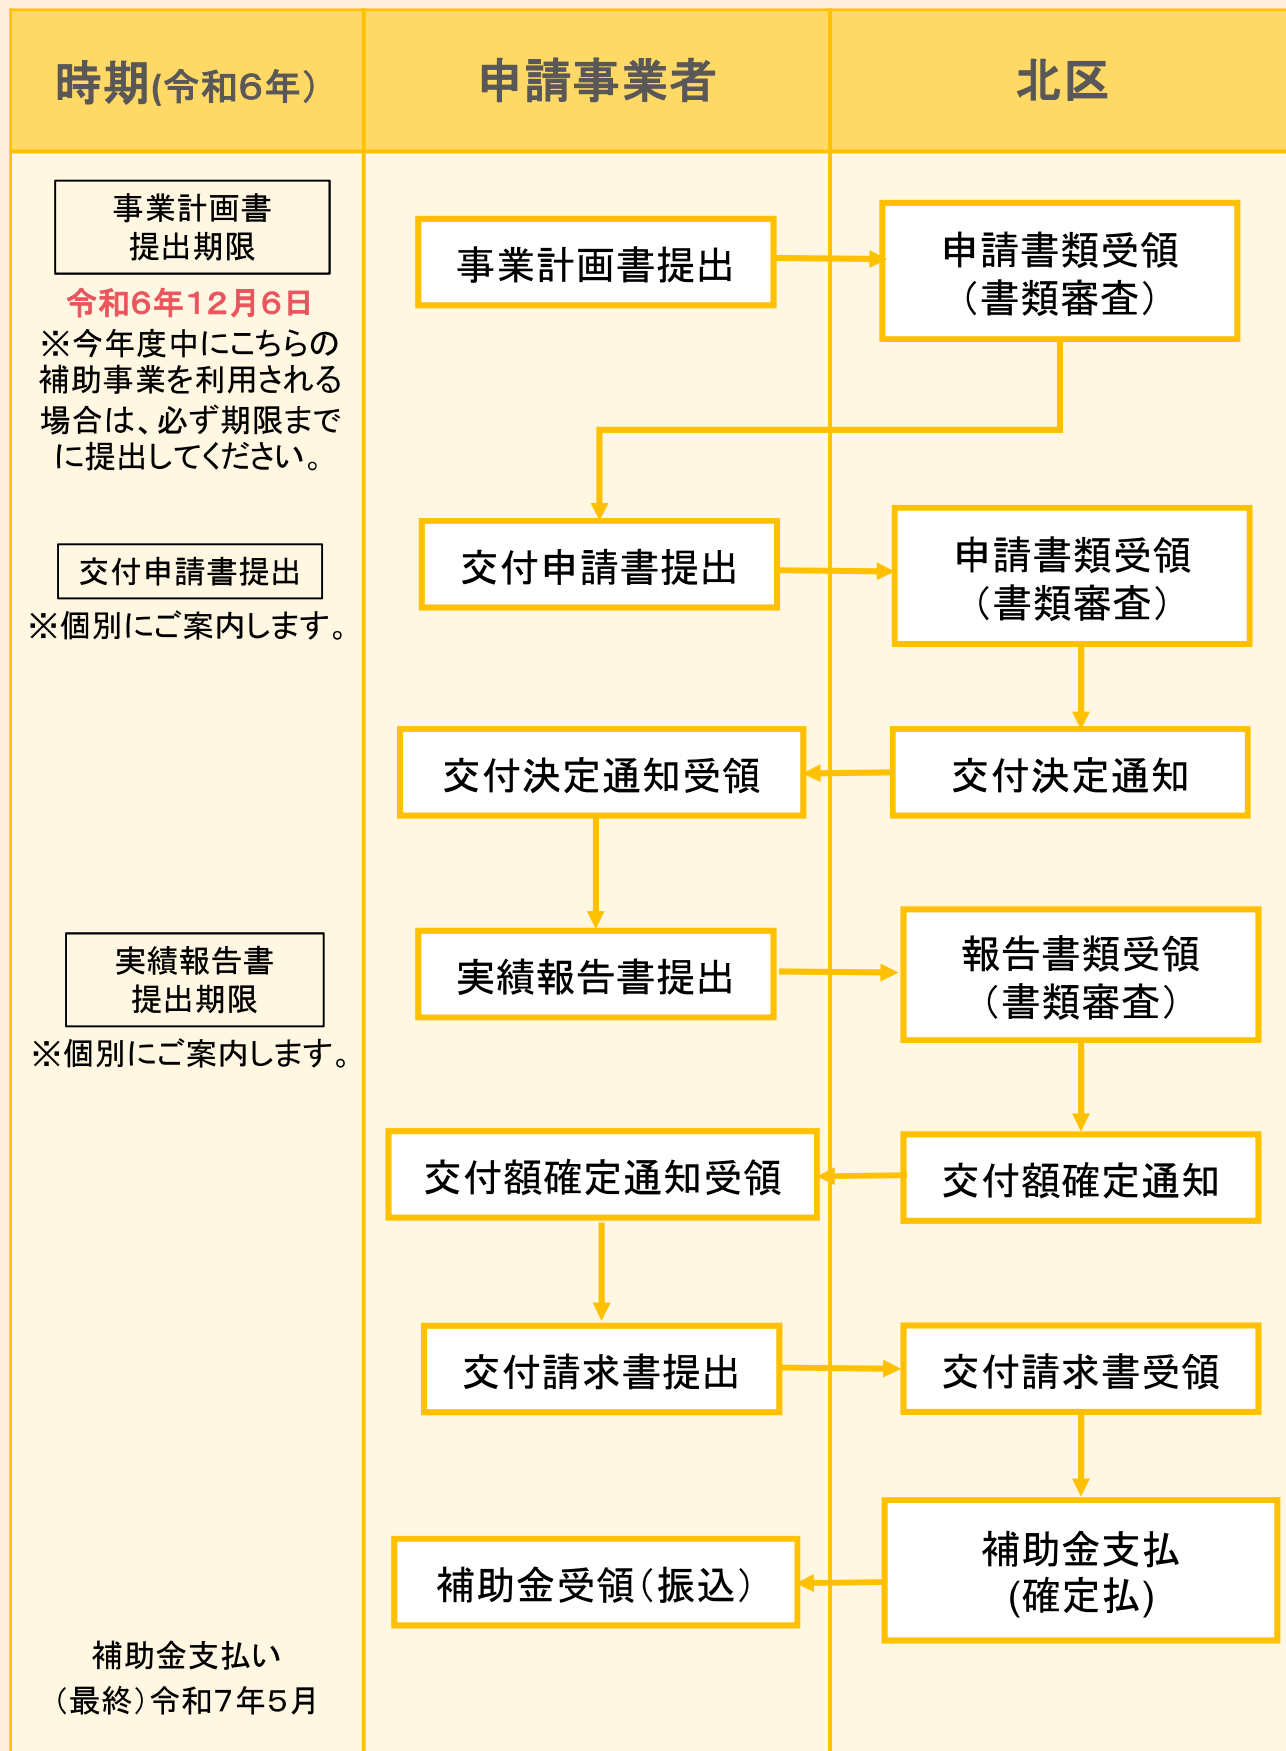 時期(令和6年)
申請事業者
北区
事業計画書
提出期限
令和6年12月6日
※今年度中にこちらの
補助事業を利用される
場合は、必ず期限まで
に提出してください。
事業計画書提出
申請書類受領
（書類審査）
交付申請書提出
※個別にご案内します。
交付申請書提出
申請書類受領
（書類審査）
交付決定通知受領
交付決定通知
実績報告書
提出期限
※個別にご案内します。
実績報告書提出
報告書類受領
（書類審査）
交付額確定通知受領
交付額確定通知
交付請求書提出
交付請求書受領
補助金受領（振込）
補助金支払
(確定払)
補助金支払い
（最終）令和7年5月